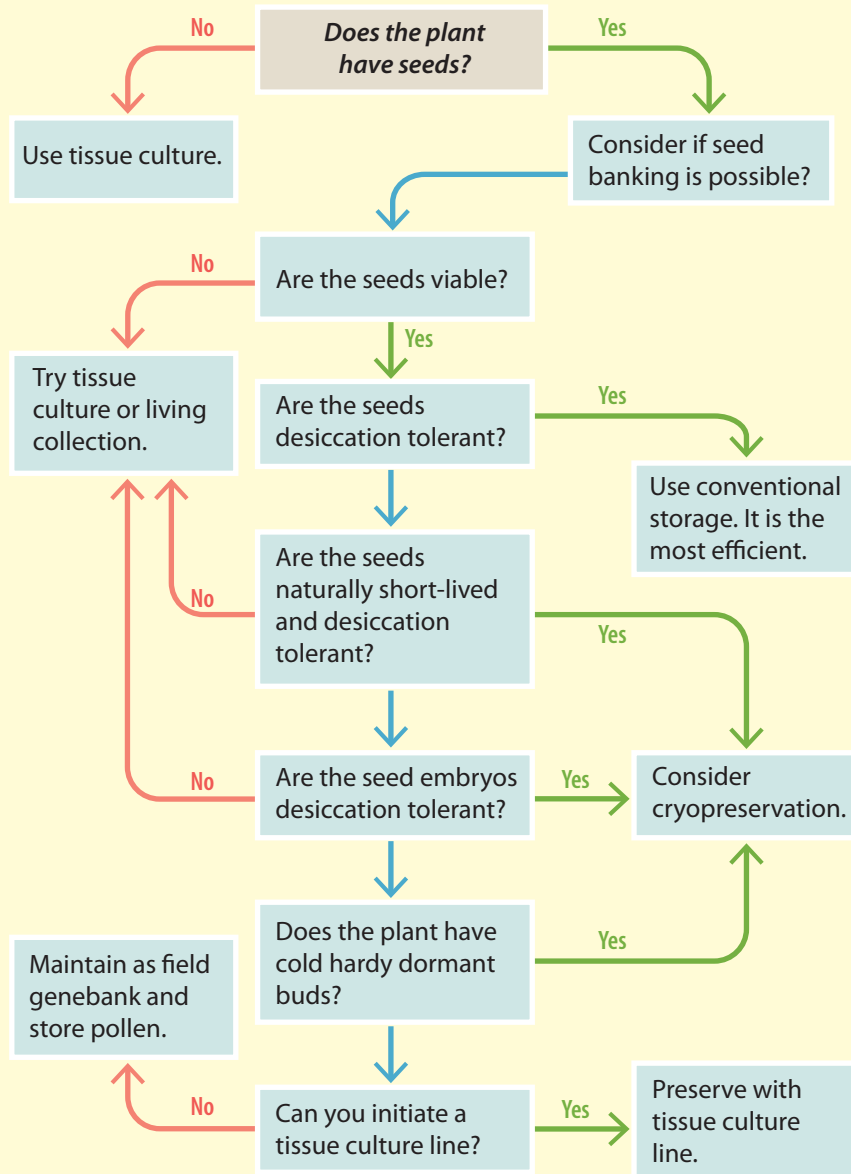 No
Does the plant
have seeds?
Yes
Use tissue culture.
Consider if seed
banking is possible?
No
Are the seeds viable?
Yes
Try tissue
culture or living
collection.
Are the seeds
desiccation tolerant?
Yes
Use conventional
storage. It is the
most efficient.
Are the seeds
naturally short-lived
and desiccation
tolerant?
No
Yes
No
Are the seed embryos
desiccation tolerant?
Yes
Consider
cryopreservation.
Does the plant have
cold hardy dormant
buds?
Yes
Maintain as field
genebank and
store pollen.
No
Can you initiate a
tissue culture line?
Yes
Preserve with
tissue culture
line.